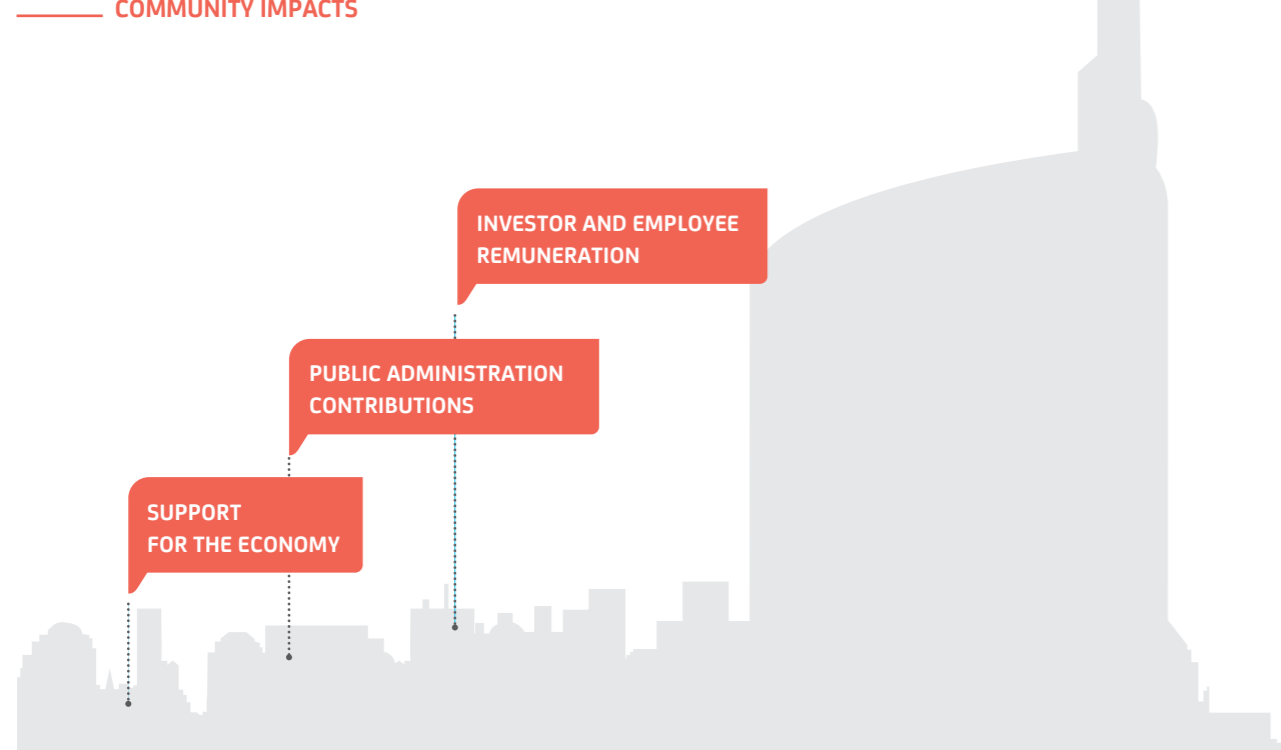 COMMUNITY IMPACTS
INVESTOR AND EMPLOYEE
REMUNERATION
PUBLIC ADMINISTRATION
CONTRIBUTIONS
SUPPORT
FOR THE ECONOMY